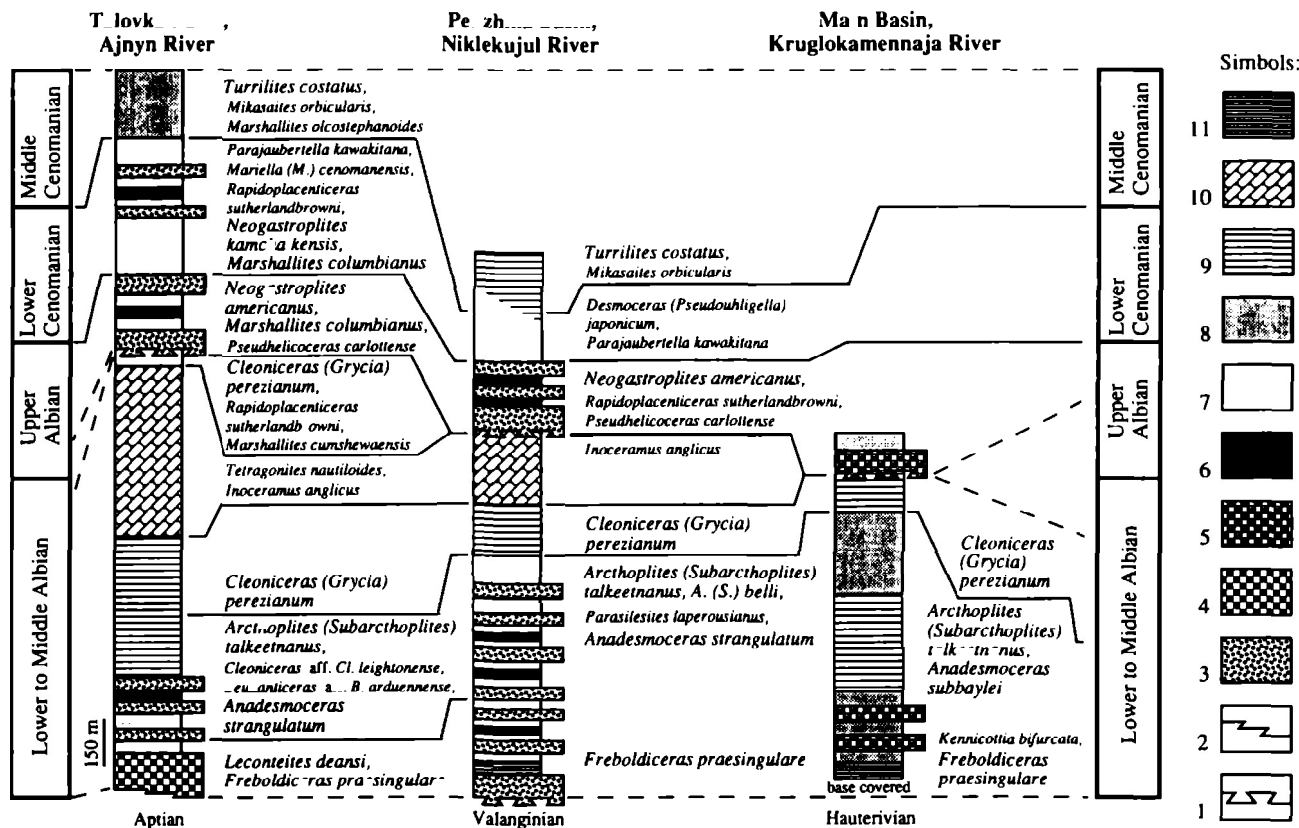 Ajnyn River
Niklekujul River
Basin,
Kruglokamennaja River
Simbols:
Middle
Cenomanian
Lower
Cenomanian
Upper
Albian
Lower to Middle Albian
150 m
Turrilites costatus,
Mikasaites orbicularis,
Marshallites olcostephanoides
Parajaubertella kawakitana,
Mariella (M.) cenomanensis,
Rapidoplacenticeras
sutherlandbrowni,
Neogastroplites
Marshallites columbianus
americanus,
Marshallites columbianus,
Pseudhelicoceras carlottense
Cleoniceras (Grycia)
perezianum,
Rapidoplacenticeras
Marshallites cumshewaensis
Tetragonites nautiloides,
Inoceramus anglicus
Cleoniceras (Grycia)
perezianum
Arcthoplites (Subarcthoplites)
talkeetnanus,
Cleoniceras aff. Cl. leightonense,
B. arduennense,
Anadesmoceras
strangulatum
Leconteites deansi,
Aptian
Turrilites costatus,
Mikasaites orbicularis
Desmoceras (Pseudouhligella)
japonicum,
Parajaubertella kawakitana
Neogastroplites americanus,
Rapidoplacenticeras sutherlandbrowni,
Pseudhelicoceras carlottense
Inoceramus anglicus
Cleoniceras (Grycia)
perezianum
Arcthoplites (Subarcthoplites)
talkeetnanus, A. (S.) belli,
Parasilesites laperousianus,
Anadesmoceras strangulatum
Freboldiceras praesingulare
Valanginian
Cleoniceras
(Grycia)
perezianum
Arcthoplites
(Subarcthoplites)
Anadesmoceras
subbaylei
Kennicottia bifurcata,
Freboldiceras
praesingulare
base covered
Hauterivian
Middle
Cenomanian
Lower
Cenomanian
Upper
Albian
Lower to Middle Albian
11
10
9
8
7
6
5
4
3
2
1